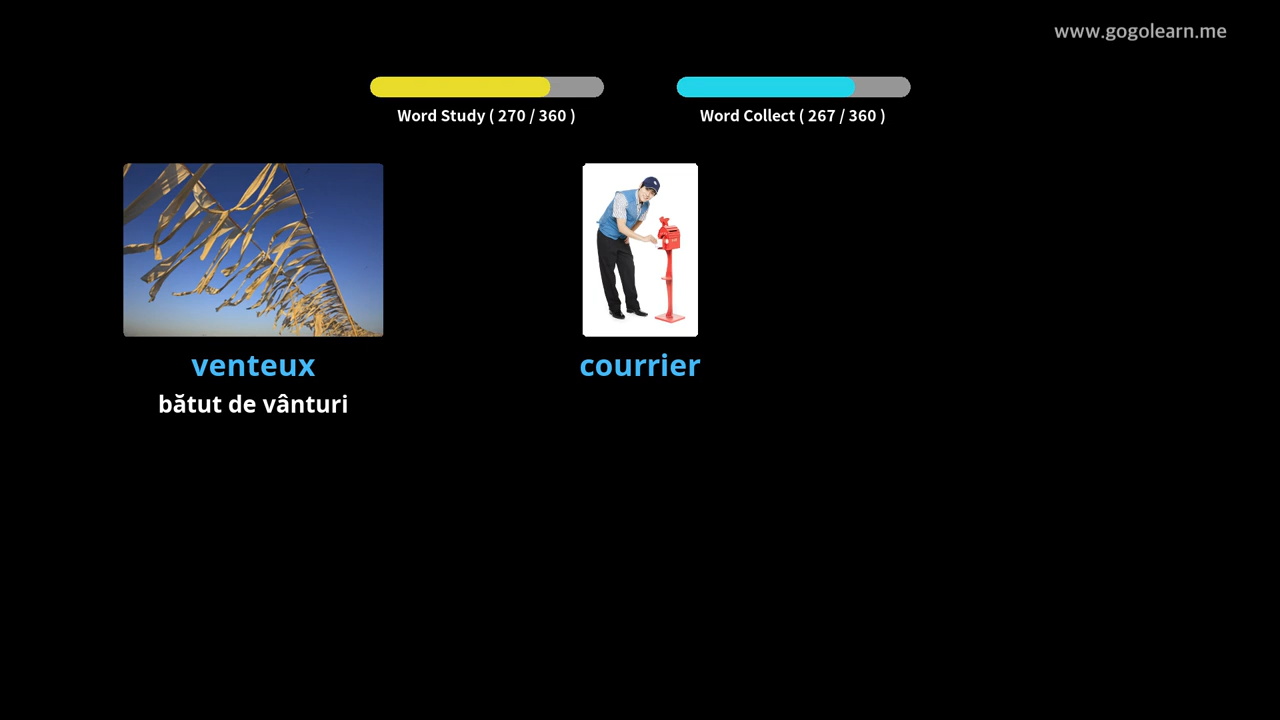 www.gogolearn.me
Word Study ( 270 / 360 )
Word Collect ( 267 / 360 )
venteux
courrier
bătut de vânturi